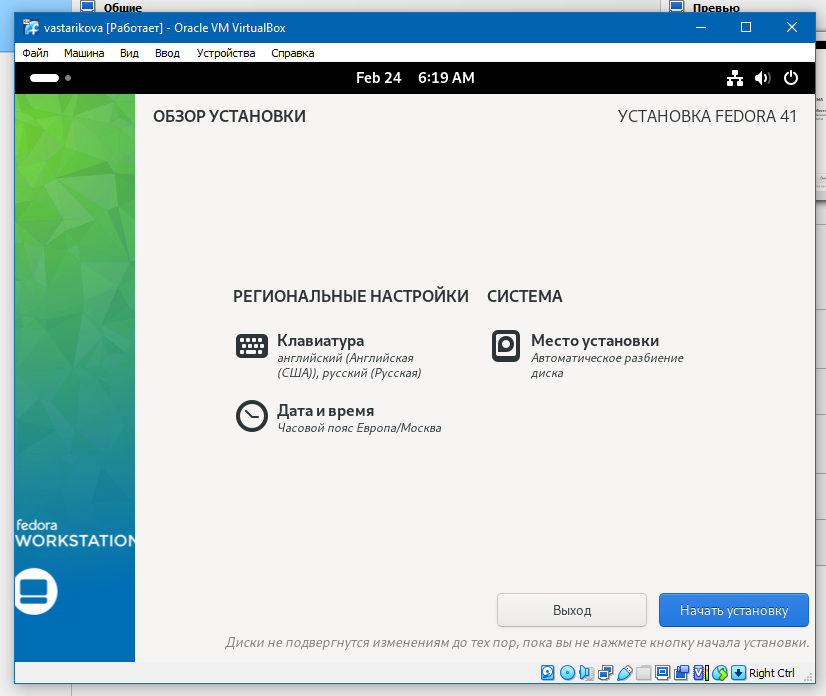 Общие
Превью
vastarikova [Работает] - Oracle VM VirtualBox
Файл Машина Вид Ввод Устройства Справка
Feb 24 6:19 AM
ОБЗОР УСТАНОВКИ
УСТАНОВКА FEDORA 41
РЕГИОНАЛЬНЫЕ НАСТРОЙКИ
СИСТЕМА
Клавиатура
английский (Английская
(США)), русский (Русская)
Место установки
Автоматическое разбиение
диска
Дата и время
Часовой пояс Европа/Москва
fedora
WORKSTATION
Выход
Начать установку
Диски не подвергнутся изменениям до тех пор, пока вы не нажмете кнопку начала установки.
Right Ctrl